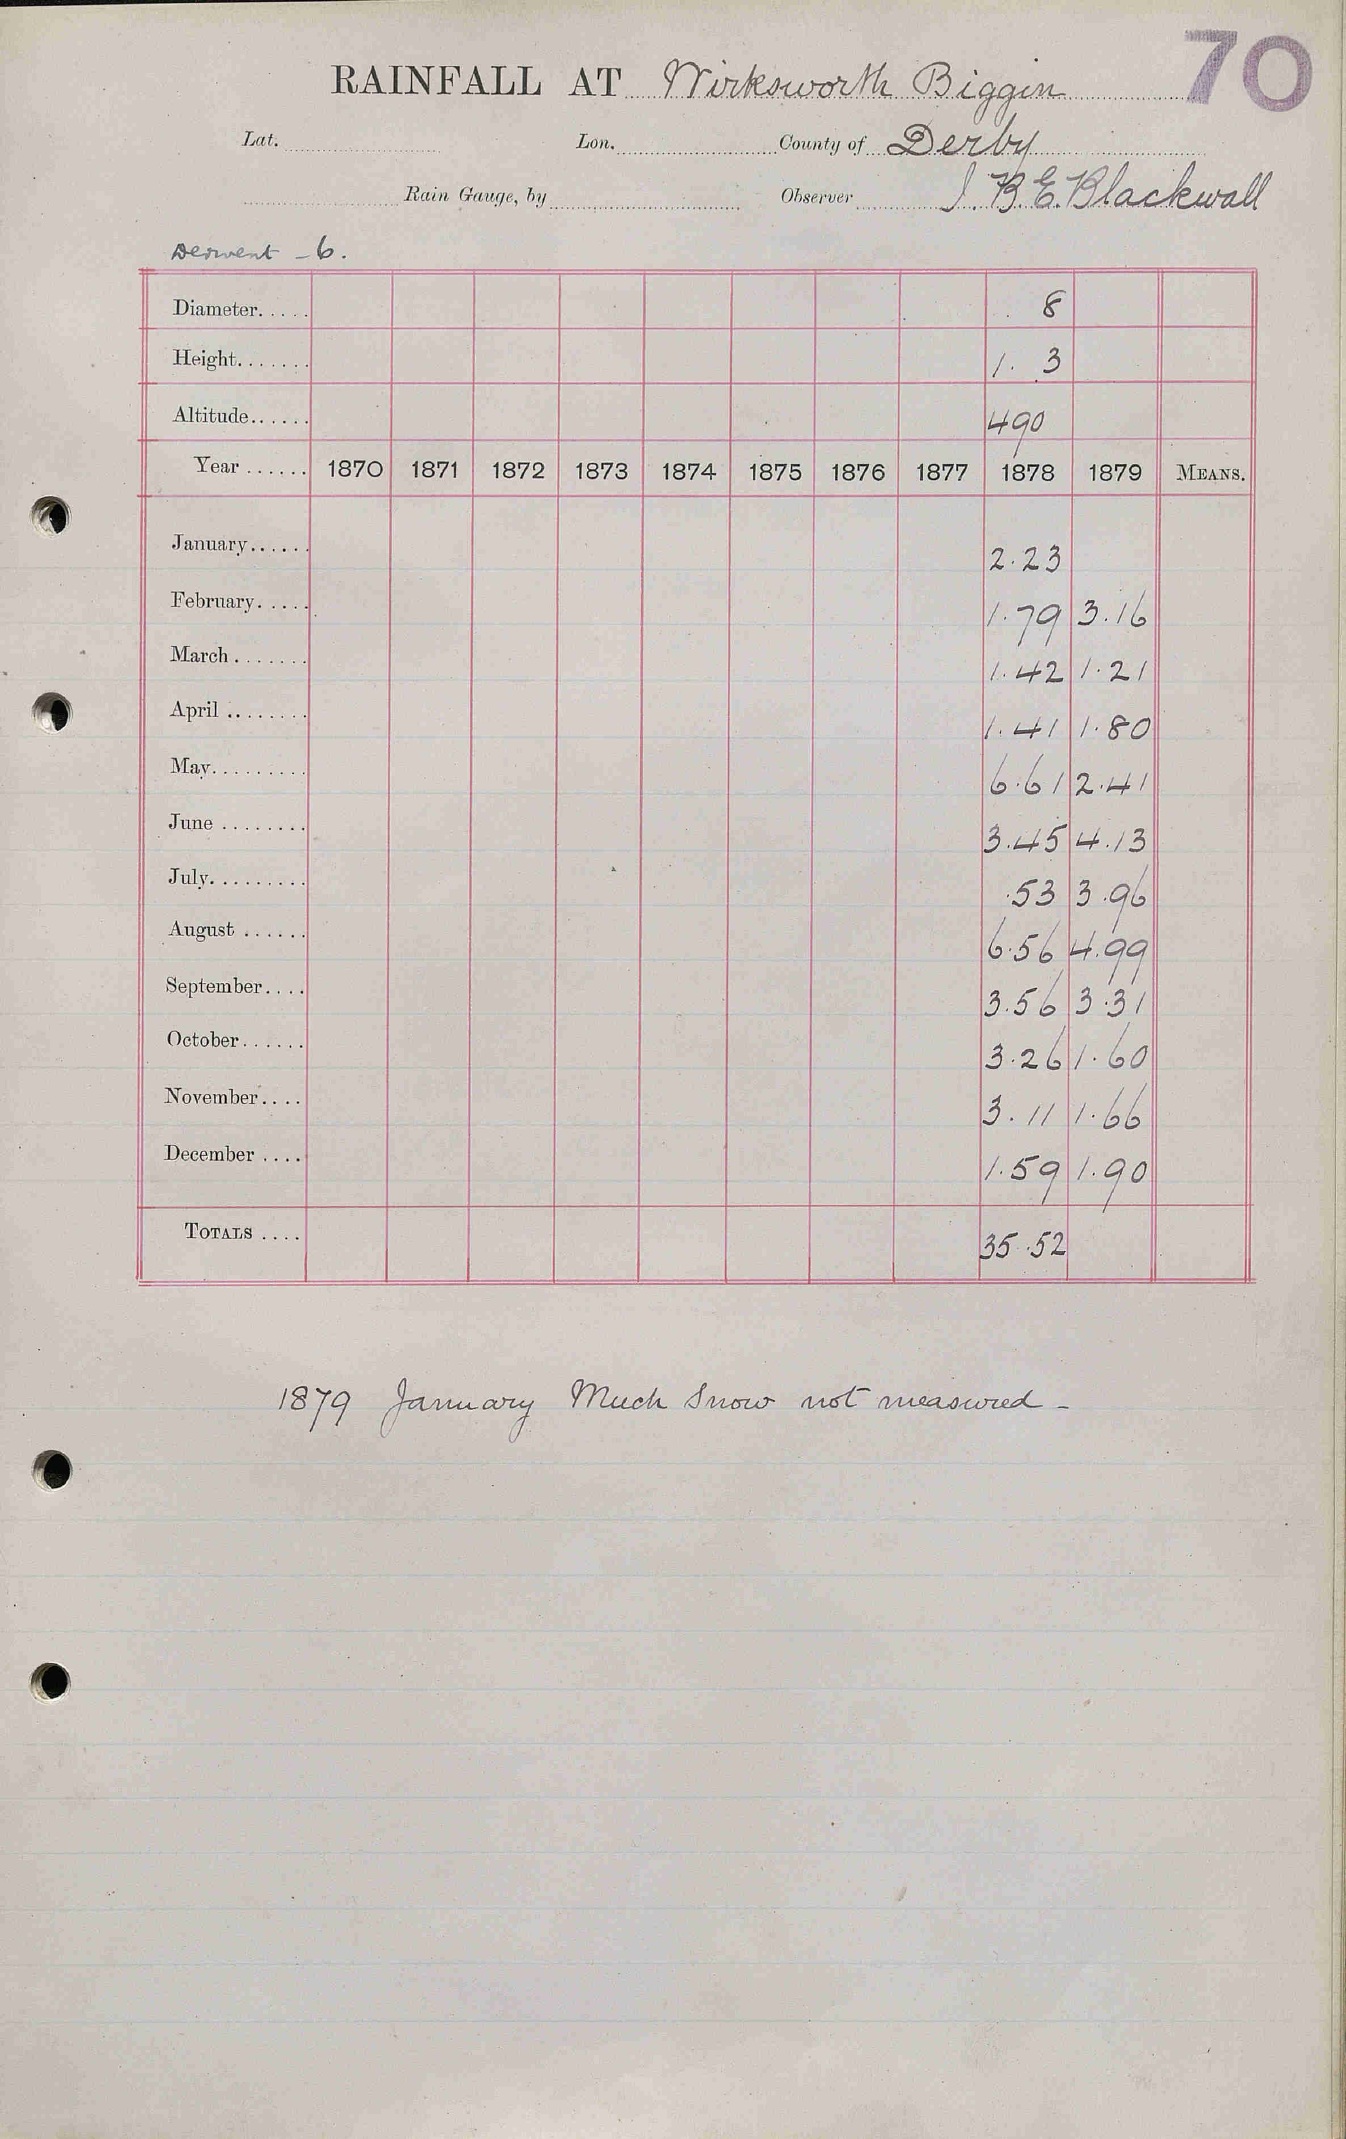 70
RAINFALL AT Wirksworth Biggin
Lat. Lon. County of Derby
Rain Gauge, by Observer J. B. E. Blackwall
Derwent - 6.
Diameter..... 8
Height....... 1. 3
Altitude...... 490
Year ...... 1870 1871 1872 1873 1874 1875 1876 1877 1878 1879 MEANS.
January...... 2.23
February..... 1.79 3.16
March ....... 1.42 1.21
April ........ 1.41 1.80
May......... 6.61 2.41
June ........ 3.45 4.13
July......... .53 3.96
August ...... 6.56 4.99
September.... 3.56 3.31
October...... 3.26 1.60
November.... 3.11 1.66
December .... 1.59 1.90
TOTALS .... 35.52
1879 January Much Snow not measured -